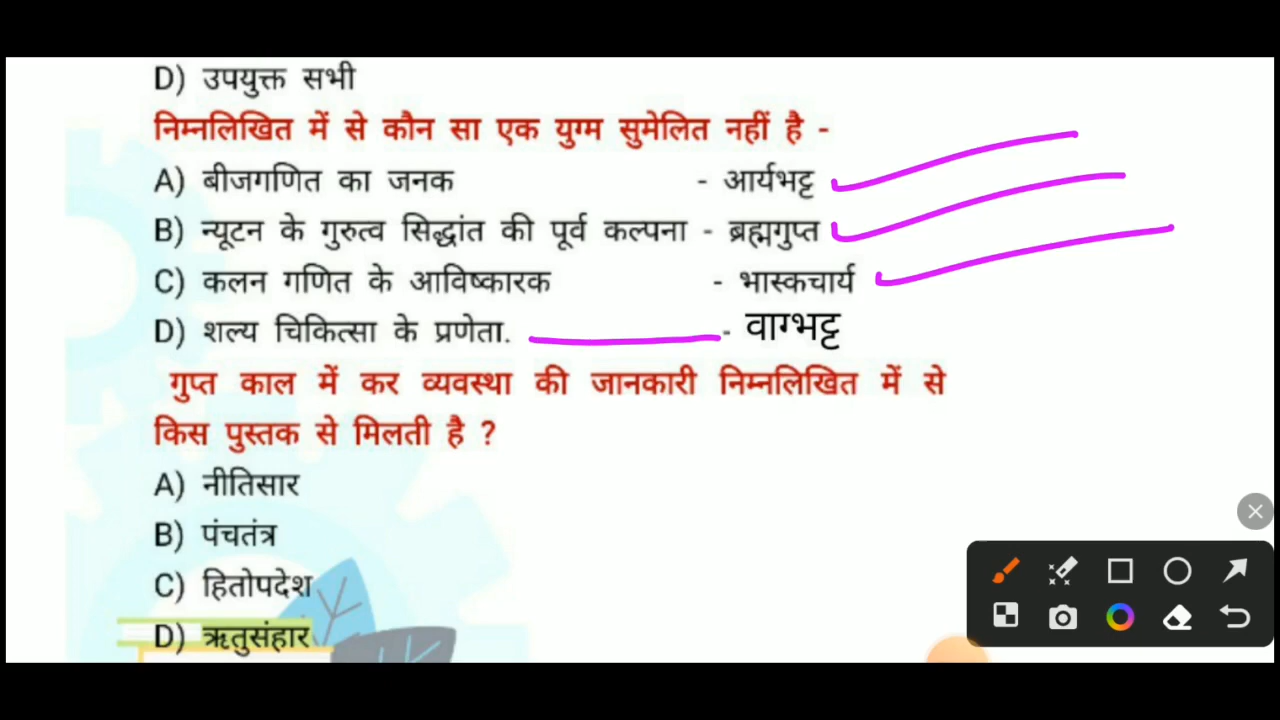 D) उपयुक्त सभी
निम्नलिखित में से कौन सा एक युग्म सुमेलित नहीं है -
A) बीजगणित का जनक - आर्यभट्ट
B) न्यूटन के गुरुत्व सिद्धांत की पूर्व कल्पना - ब्रह्मगुप्त
C) कलन गणित के आविष्कारक - भास्कचार्य
D) शल्य चिकित्सा के प्रणेता. - वाग्भट्ट
गुप्त काल में कर व्यवस्था की जानकारी निम्नलिखित में से
किस पुस्तक से मिलती है ?
A) नीतिसार
B) पंचतंत्र
C) हितोपदेश
D) ऋतुसंहार